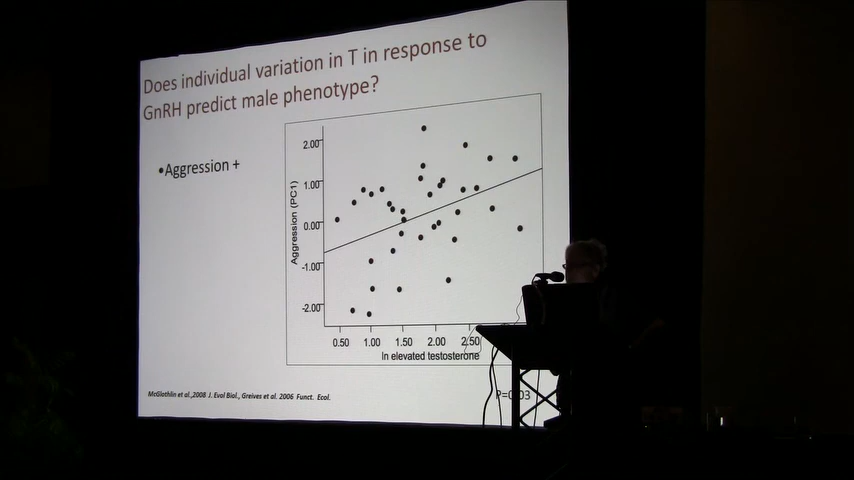 Does individual variation in T in response to
GnRH predict male phenotype?
•Aggression +
Aggression (PC1)
2.00
1.00
0.00
-1.00
-2.00
0.50 1.00 1.50 2.00 2.50
ln elevated testosterone
McGlothlin et al.,2008 J. Evol Biol., Greives et al. 2006 Funct. Ecol.